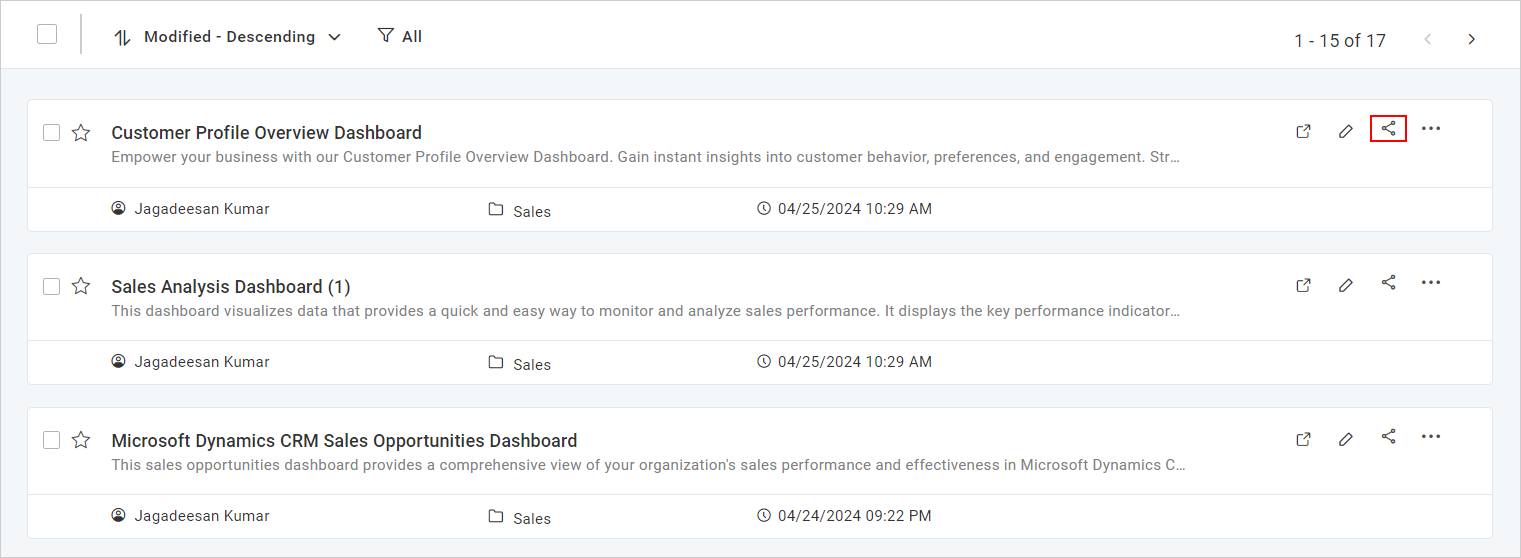 Modified - Descending All 1 - 15 of 17
Customer Profile Overview Dashboard
Empower your business with our Customer Profile Overview Dashboard. Gain instant insights into customer behavior, preferences, and engagement. Str…
Jagadeesan Kumar Sales 04/25/2024 10:29 AM
Sales Analysis Dashboard (1)
This dashboard visualizes data that provides a quick and easy way to monitor and analyze sales performance. It displays the key performance indicator…
Jagadeesan Kumar Sales 04/25/2024 10:29 AM
Microsoft Dynamics CRM Sales Opportunities Dashboard
This sales opportunities dashboard provides a comprehensive view of your organization's sales performance and effectiveness in Microsoft Dynamics C…
Jagadeesan Kumar Sales 04/24/2024 09:22 PM